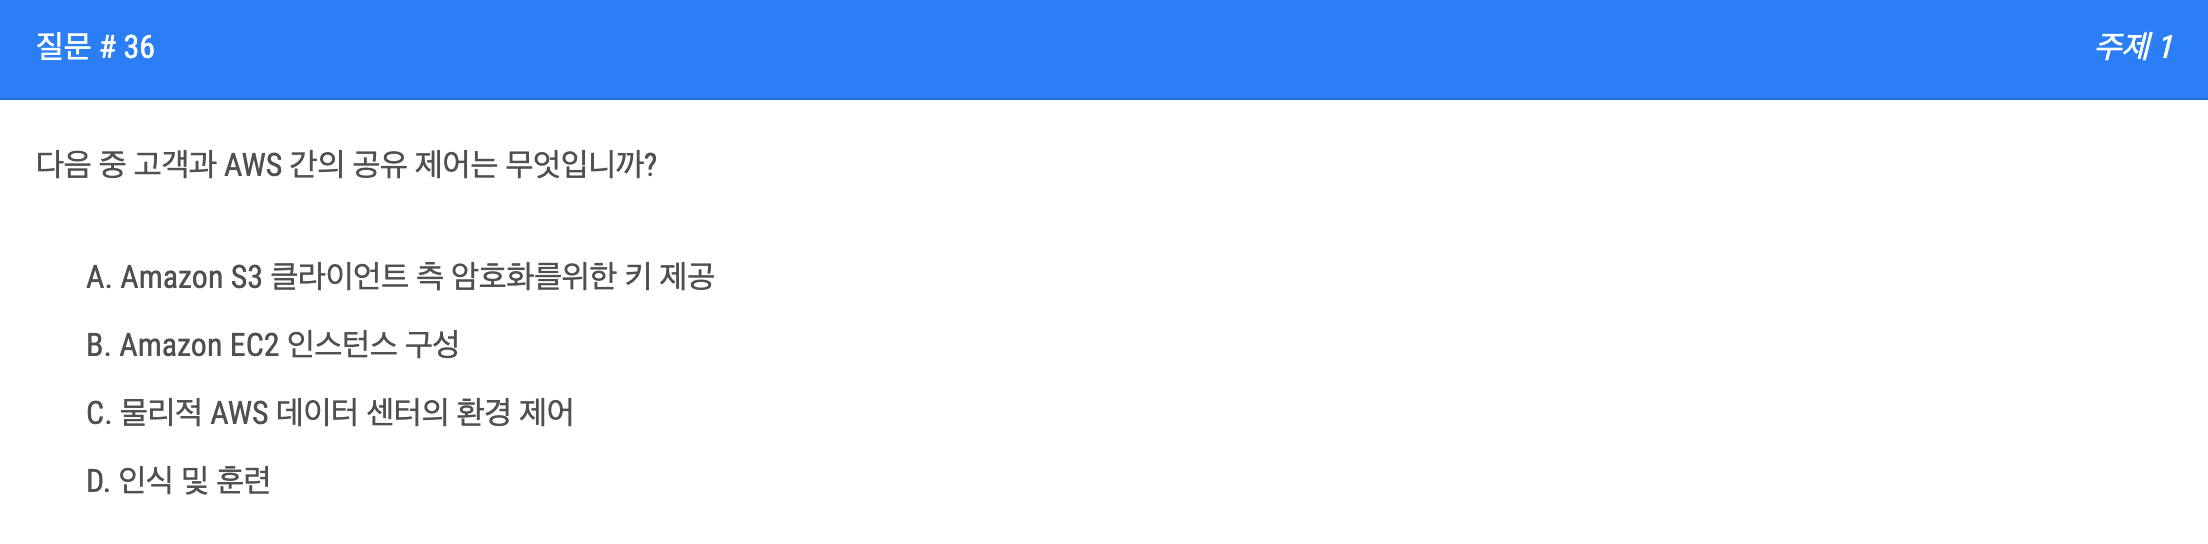 질문 # 36
주제 1
다음 중 고객과 AWS 간의 공유 제어는 무엇입니까?
A. Amazon S3 클라이언트 측 암호화를위한 키 제공
B. Amazon EC2 인스턴스 구성
C. 물리적 AWS 데이터 센터의 환경 제어
D. 인식 및 훈련